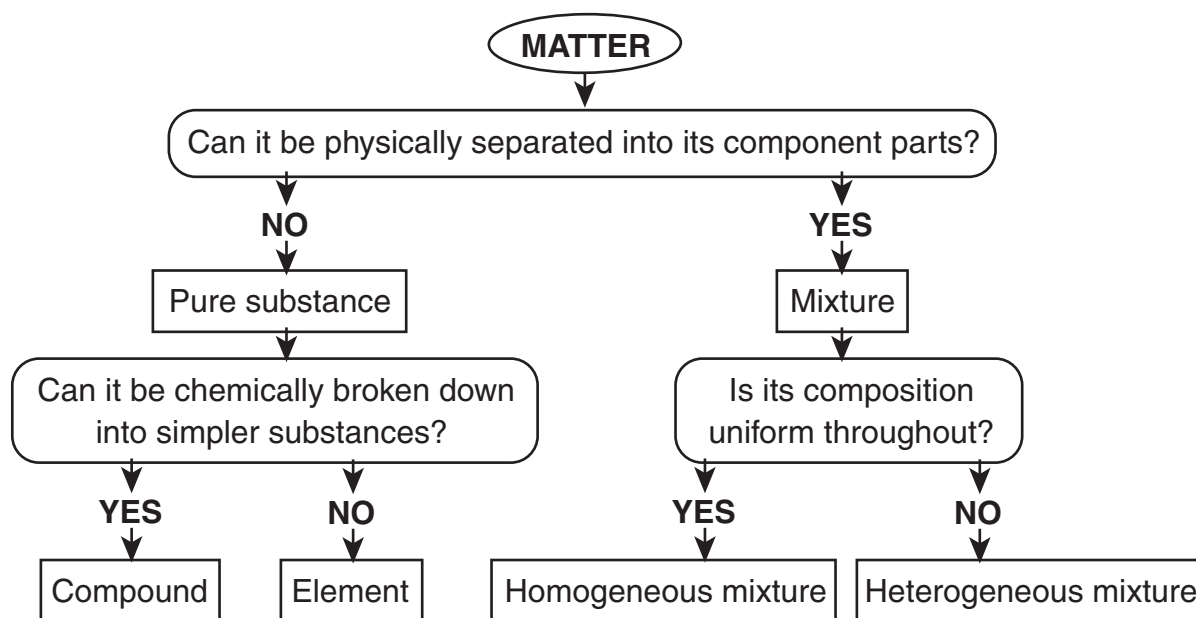 MATTER
Can it be physically separated into its component parts?
NO
YES
Pure substance
Mixture
Can it be chemically broken down
into simpler substances?
Is its composition
uniform throughout?
YES
NO
YES
NO
Compound
Element
Homogeneous mixture
Heterogeneous mixture